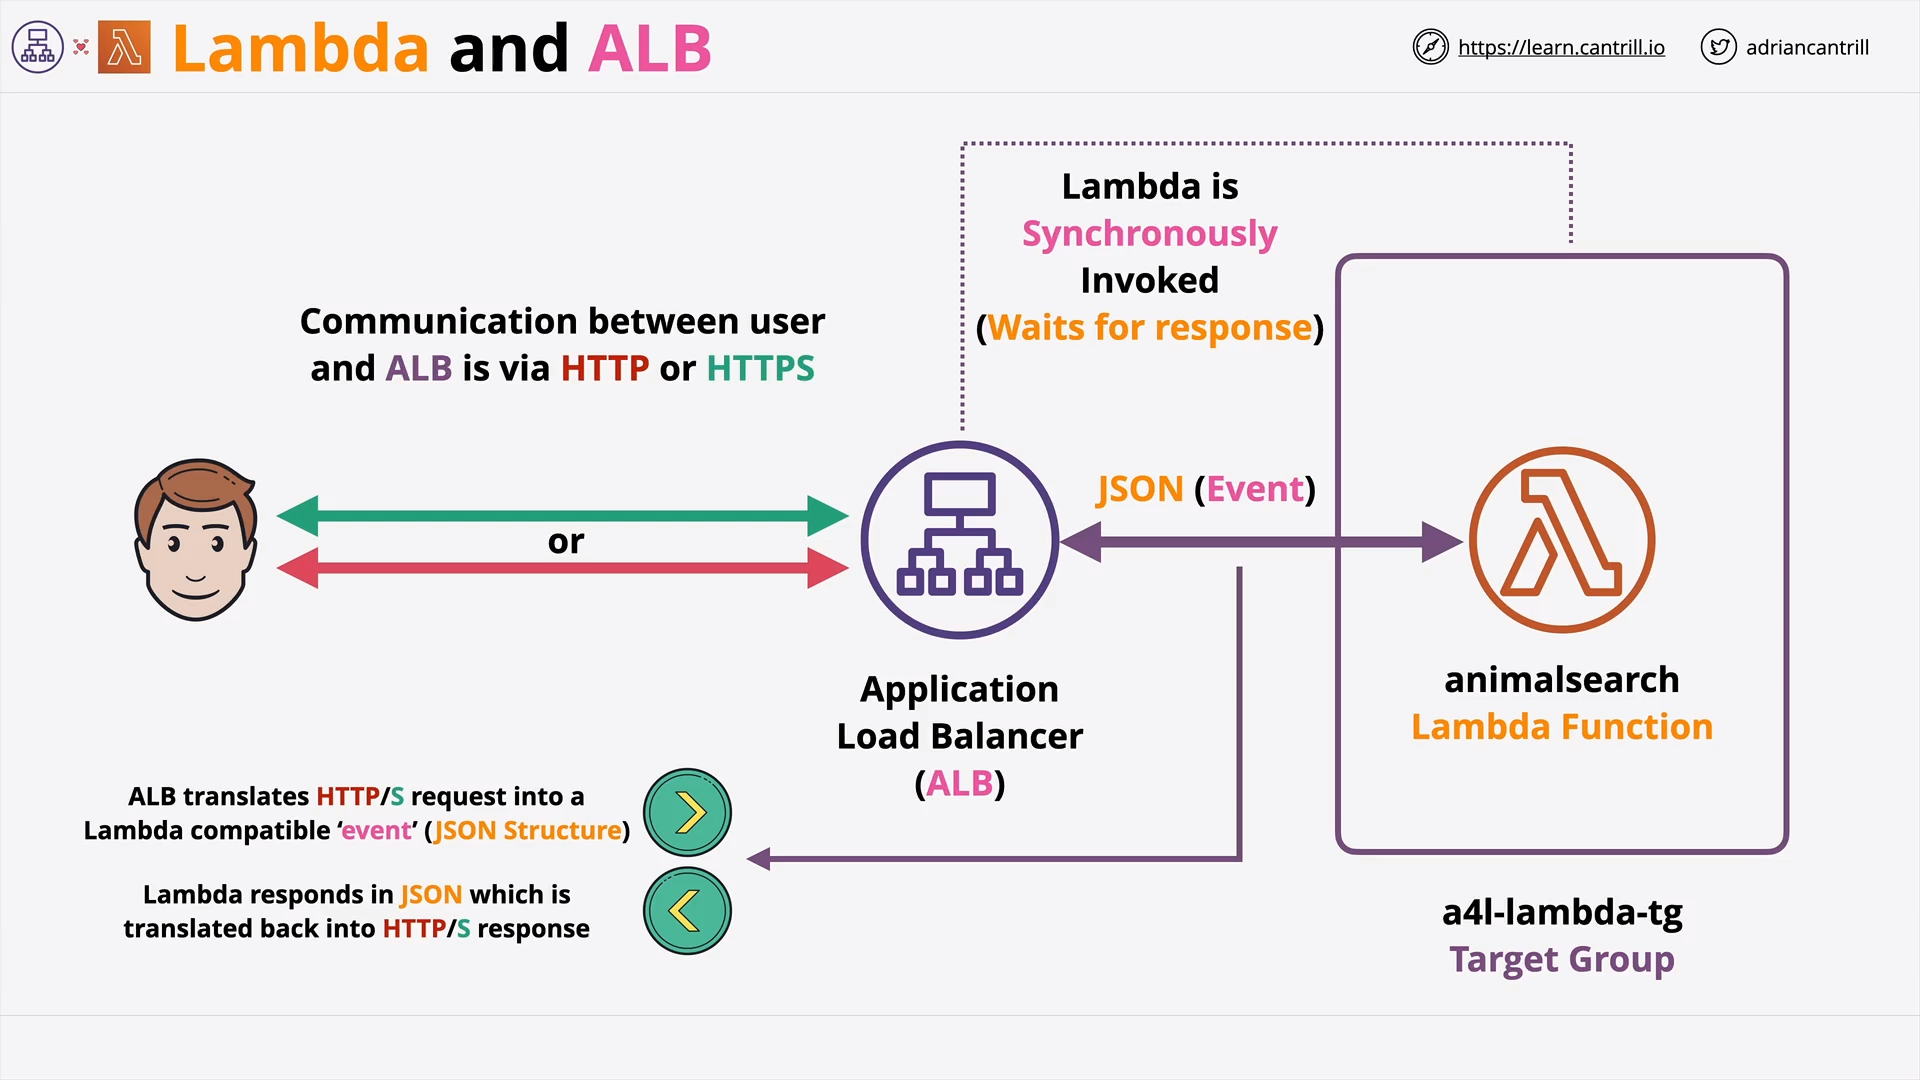 Lambda and ALB
https://learn.cantrill.io
adriancantrill
Lambda is
Synchronously
Invoked
(Waits for response)
Communication between user
and ALB is via HTTP or HTTPS
or
JSON (Event)
Application
Load Balancer
(ALB)
animalsearch
Lambda Function
ALB translates HTTP/S request into a
Lambda compatible ‘event’ (JSON Structure)
Lambda responds in JSON which is
translated back into HTTP/S response
a4l-lambda-tg
Target Group